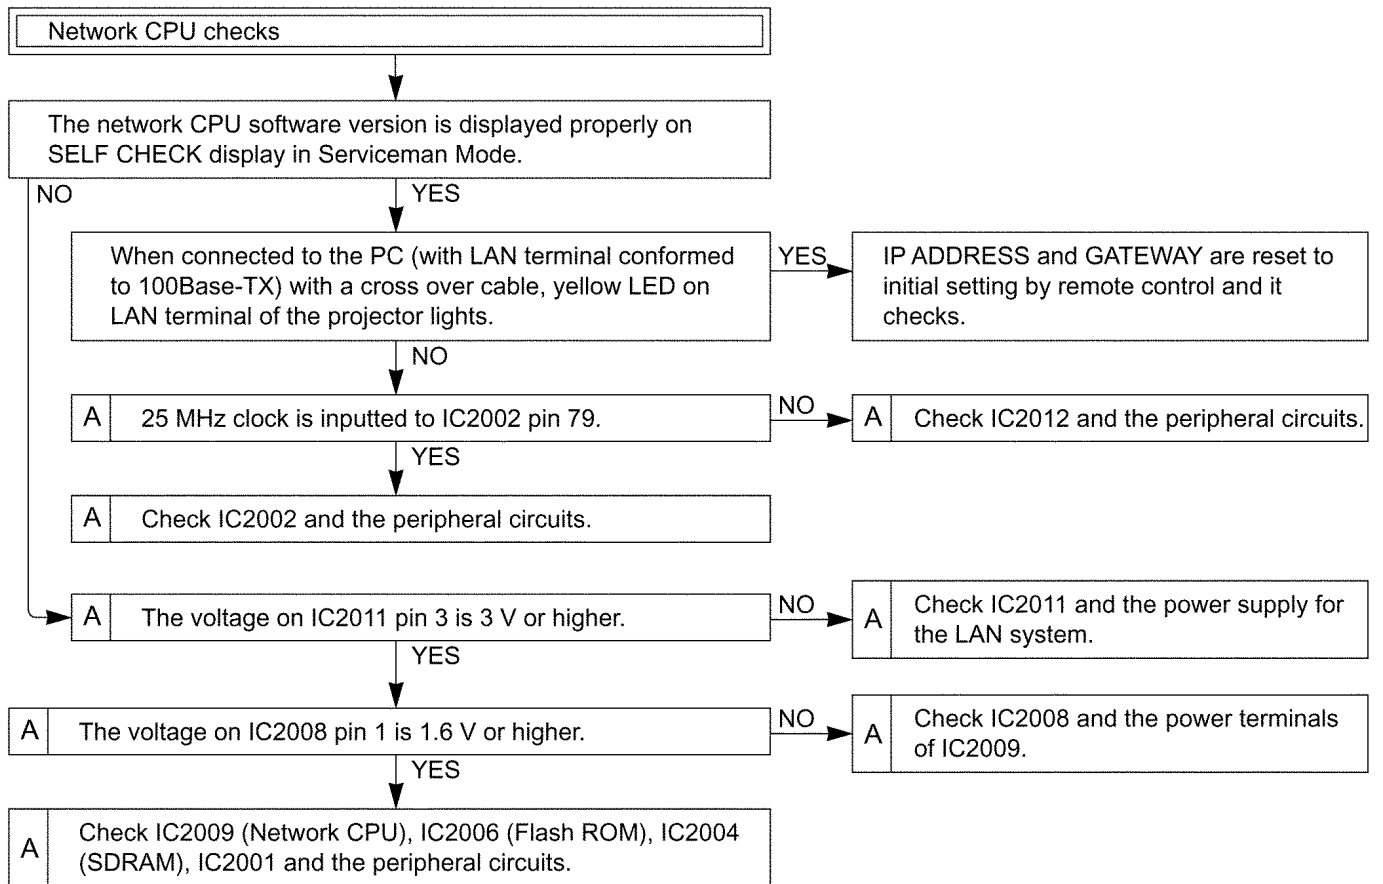 Network CPU checks
The network CPU software version is displayed properly on
SELF CHECK display in Serviceman Mode.
NO
YES
When connected to the PC (with LAN terminal conformed
to 100Base-TX) with a cross over cable, yellow LED on
LAN terminal of the projector lights.
YES
IP ADDRESS and GATEWAY are reset to
initial setting by remote control and it
checks.
NO
A 25 MHz clock is inputted to IC2002 pin 79.
NO
A Check IC2012 and the peripheral circuits.
YES
A Check IC2002 and the peripheral circuits.
A The voltage on IC2011 pin 3 is 3 V or higher.
NO
A Check IC2011 and the power supply for
the LAN system.
YES
A The voltage on IC2008 pin 1 is 1.6 V or higher.
NO
A Check IC2008 and the power terminals
of IC2009.
YES
A Check IC2009 (Network CPU), IC2006 (Flash ROM), IC2004
(SDRAM), IC2001 and the peripheral circuits.